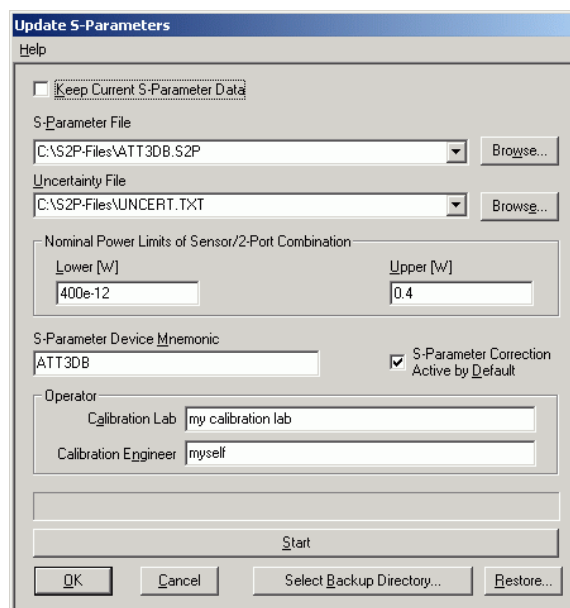 Update S-Parameters
Help
Keep Current S-Parameter Data
S-Parameter File
C:\S2P-Files\ATT3DB.S2P
Browse...
Uncertainty File
C:\S2P-Files\UNCERT.TXT
Browse...
Nominal Power Limits of Sensor/2-Port Combination
Lower [W]
Upper [W]
400e-12
0.4
S-Parameter Device Mnemonic
ATT3DB
S-Parameter Correction
Active by Default
Operator
Calibration Lab
my calibration lab
Calibration Engineer
myself
Start
OK
Cancel
Select Backup Directory...
Restore...